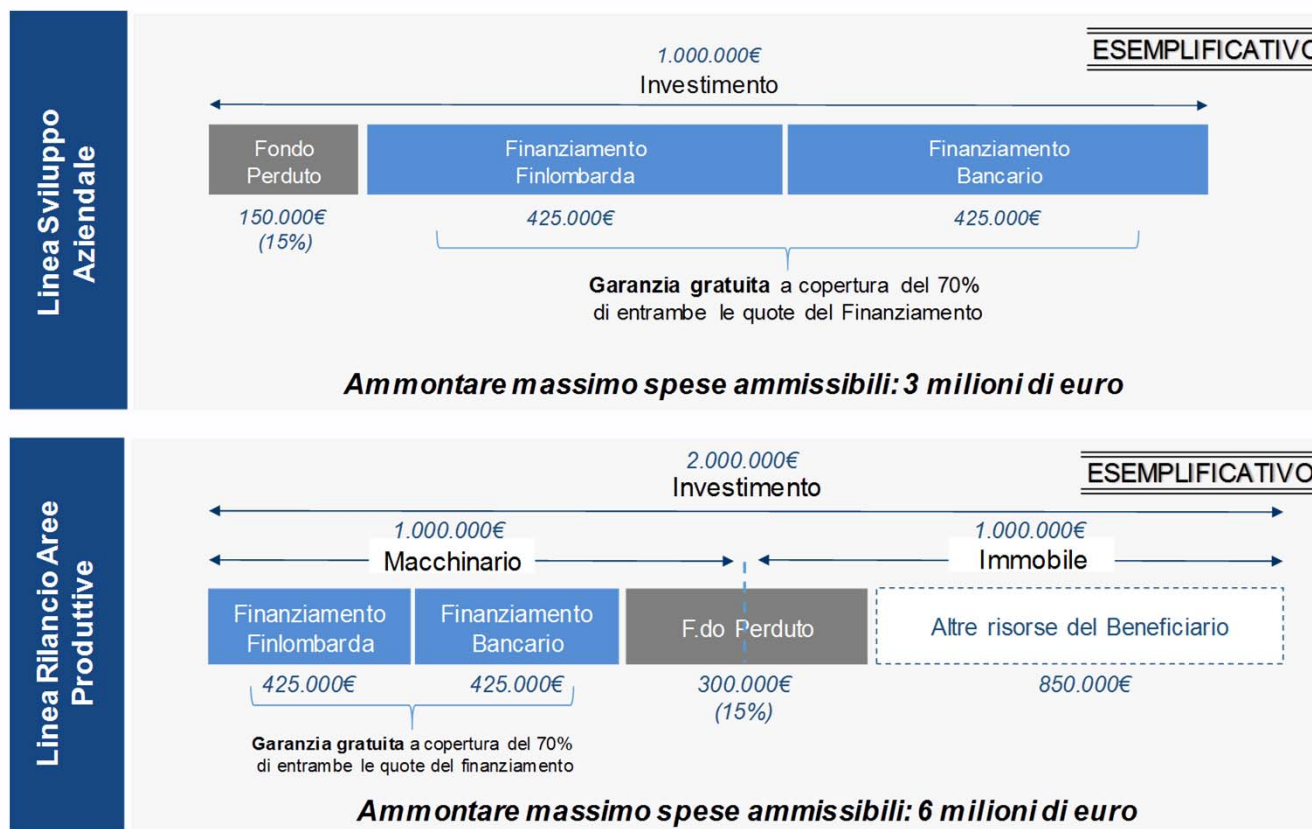 Linea Sviluppo
Aziendale
ESEMPLIFICATIVO
1.000.000€
Investimento
Fondo
Perduto
Finanziamento
Finlombarda
Finanziamento
Bancario
150.000€
(15%)
425.000€
425.000€
Garanzia gratuita a copertura del 70%
di entrambe le quote del Finanziamento
Ammontare massimo spese ammissibili: 3 milioni di euro
Linea Rilancio Aree
Produttive
ESEMPLIFICATIVO
2.000.000€
Investimento
1.000.000€
Macchinario
1.000.000€
Immobile
Finanziamento
Finlombarda
Finanziamento
Bancario
F.do Perduto
Altre risorse del Beneficiario
425.000€
425.000€
300.000€
(15%)
850.000€
Garanzia gratuita a copertura del 70%
di entrambe le quote del finanziamento
Ammontare massimo spese ammissibili: 6 milioni di euro